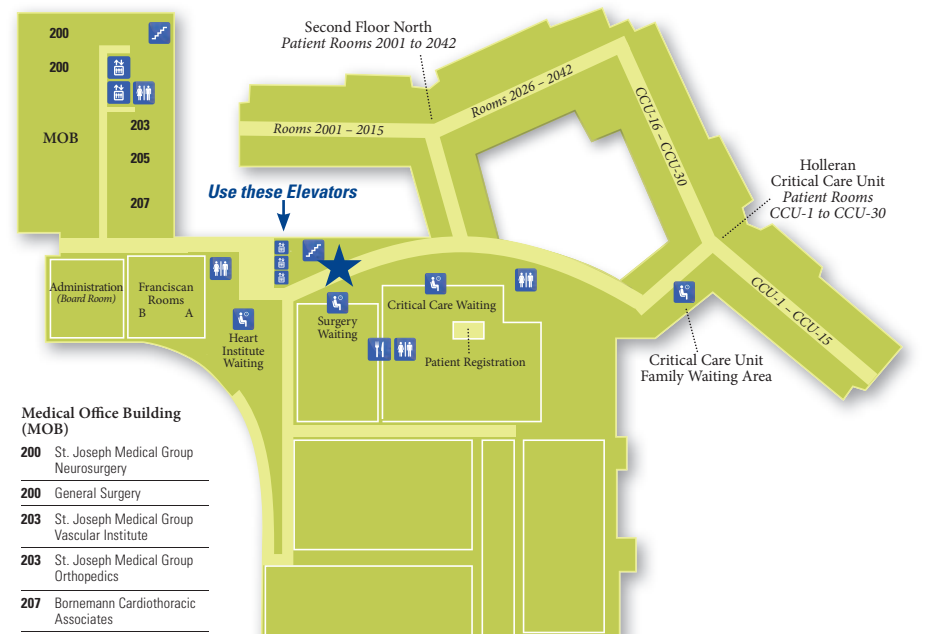 200
200
MOB
203
205
207
Second Floor North
Patient Rooms 2001 to 2042
Rooms 2001 – 2015
Rooms 2026 – 2042
CCU-16 – CCU-30
Holleran
Critical Care Unit
Patient Rooms
CCU-1 to CCU-30
CCU-1 – CCU-15
Use these Elevators
Administration
(Board Room)
Franciscan
Rooms
B A
Heart
Institute
Waiting
Surgery
Waiting
Critical Care Waiting
Patient Registration
Critical Care Unit
Family Waiting Area
Medical Office Building
(MOB)
200 St. Joseph Medical Group
Neurosurgery
200 General Surgery
203 St. Joseph Medical Group
Vascular Institute
203 St. Joseph Medical Group
Orthopedics
207 Bornemann Cardiothoracic
Associates